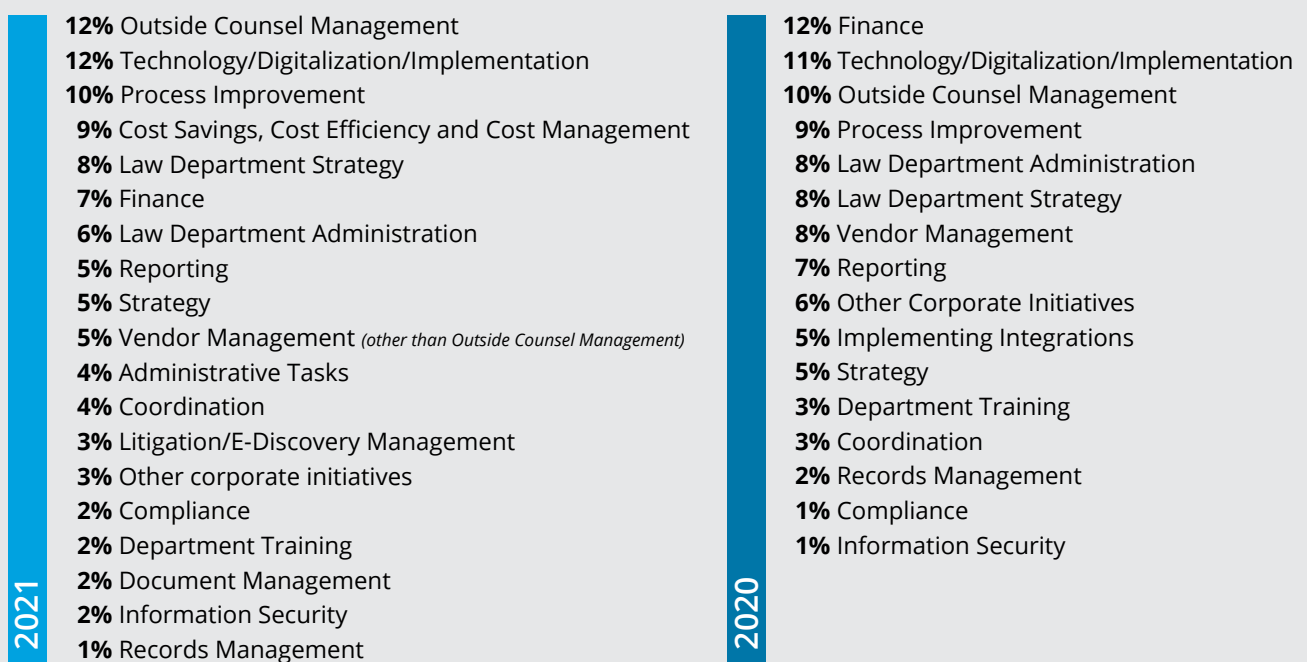 12% Outside Counsel Management
12% Technology/Digitalization/Implementation
10% Process Improvement
9% Cost Savings, Cost Efficiency and Cost Management
8% Law Department Strategy
7% Finance
6% Law Department Administration
5% Reporting
5% Strategy
5% Vendor Management (other than Outside Counsel Management)
4% Administrative Tasks
4% Coordination
3% Litigation/E-Discovery Management
3% Other corporate initiatives
2% Compliance
2% Department Training
2% Document Management
2% Information Security
1% Records Management
2021
12% Finance
11% Technology/Digitalization/Implementation
10% Outside Counsel Management
9% Process Improvement
8% Law Department Administration
8% Law Department Strategy
8% Vendor Management
7% Reporting
6% Other Corporate Initiatives
5% Implementing Integrations
5% Strategy
3% Department Training
3% Coordination
2% Records Management
1% Compliance
1% Information Security
2020